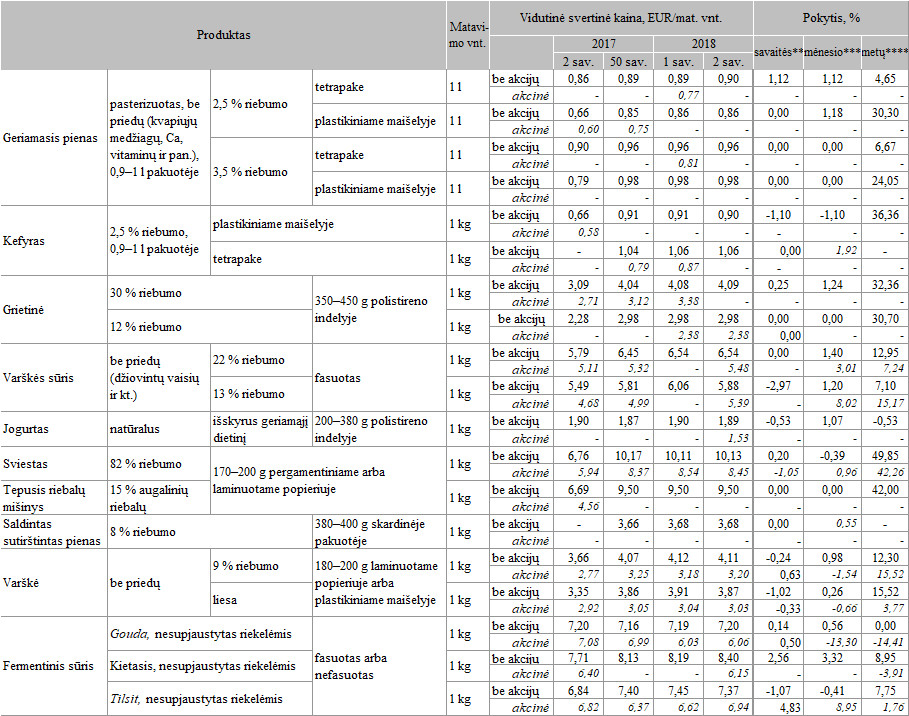 Produktas Matavi- Vidutinė svertinė kaina, EUR/mat. vnt. Pokytis, %
mo vnt. 2017 2018 savaitės** mėnesio*** metų****
2 sav. 50 sav. 1 sav. 2 sav.
Geriamasis pienas pasterizuotas, be priedų (kvapiųjų medžiagų, Ca, vitaminų ir pan.), 0,9–1 l pakuotėje 2,5 % riebumo tetrapake 1 l be akcijų 0,86 0,89 0,89 0,90 1,12 1,12 4,65
akcinė - - 0,77 - - - -
plastikiniame maišelyje 1 l be akcijų 0,66 0,85 0,86 0,86 0,00 1,18 30,30
akcinė 0,60 0,75 - - - - -
3,5 % riebumo tetrapake 1 l be akcijų 0,90 0,96 0,96 0,96 0,00 0,00 6,67
akcinė - - 0,81 - - - -
plastikiniame maišelyje 1 l be akcijų 0,79 0,98 0,98 0,98 0,00 0,00 24,05
akcinė - - - - - - -
Kefyras 2,5 % riebumo, 0,9–1 l pakuotėje plastikiniame maišelyje 1 kg be akcijų 0,66 0,91 0,91 0,90 -1,10 -1,10 36,36
akcinė 0,58 - - - - - -
tetrapake 1 kg be akcijų - 1,04 1,06 1,06 0,00 1,92 -
akcinė - 0,79 0,87 - - - -
Grietinė 30 % riebumo 350–450 g polistireno indelyje 1 kg be akcijų 3,09 4,04 4,08 4,09 0,25 1,24 32,36
akcinė 2,71 3,12 3,38 - - - -
12 % riebumo 1 kg be akcijų 2,28 2,98 2,98 2,98 0,00 0,00 30,70
akcinė - - 2,38 2,38 0,00 - -
Varškės sūris be priedų (džiovintų vaisių ir kt.) 22 % riebumo fasuotas 1 kg be akcijų 5,79 6,45 6,54 6,54 0,00 1,40 12,95
akcinė 5,11 5,32 - 5,48 - 3,01 7,24
13 % riebumo 1 kg be akcijų 5,49 5,81 6,06 5,88 -2,97 1,20 7,10
akcinė 4,68 4,99 - 5,39 - 8,02 15,17
Jogurtas natūralus išskyrus geriamąjį dietinį 200–380 g polistireno indelyje 1 kg be akcijų 1,90 1,87 1,90 1,89 -0,53 1,07 -0,53
akcinė - - - 1,53 - - -
Sviestas 82 % riebumo 170–200 g pergamentiniame arba laminuotame popieriuje 1 kg be akcijų 6,76 10,17 10,11 10,13 0,20 -0,39 49,85
akcinė 5,94 8,37 8,54 8,45 -1,05 0,96 42,26
Tepusis riebalų mišinys 15 % augalinių riebalų 1 kg be akcijų 6,69 9,50 9,50 9,50 0,00 0,00 42,00
akcinė 4,56 - - - - - -
Saldintas sutirštintas pienas 8 % riebumo 380–400 g skardinėje pakuotėje 1 kg be akcijų - 3,66 3,68 3,68 0,00 0,55 -
akcinė - - - - - - -
Varškė be priedų 9 % riebumo 180–200 g laminuotame popieriuje arba plastikiniame maišelyje 1 kg be akcijų 3,66 4,07 4,12 4,11 -0,24 0,98 12,30
akcinė 2,77 3,25 3,18 3,20 0,63 -1,54 15,52
liesa 1 kg be akcijų 3,35 3,86 3,91 3,87 -1,02 0,26 15,52
akcinė 2,92 3,05 3,04 3,03 -0,33 -0,66 3,77
Fermentinis sūris Gouda, nesupjaustytas riekelėmis fasuotas arba nefasuotas 1 kg be akcijų 7,20 7,16 7,19 7,20 0,14 0,56 0,00
akcinė 7,08 6,99 6,03 6,06 0,50 -13,30 -14,41
Kietasis, nesupjaustytas riekelėmis 1 kg be akcijų 7,71 8,13 8,19 8,40 2,56 3,32 8,95
akcinė 6,40 - - 6,15 - - -3,91
Tilsit, nesupjaustytas riekelėmis 1 kg be akcijų 6,84 7,40 7,45 7,37 -1,07 -0,41 7,75
akcinė 6,82 6,37 6,62 6,94 4,83 8,95 1,76